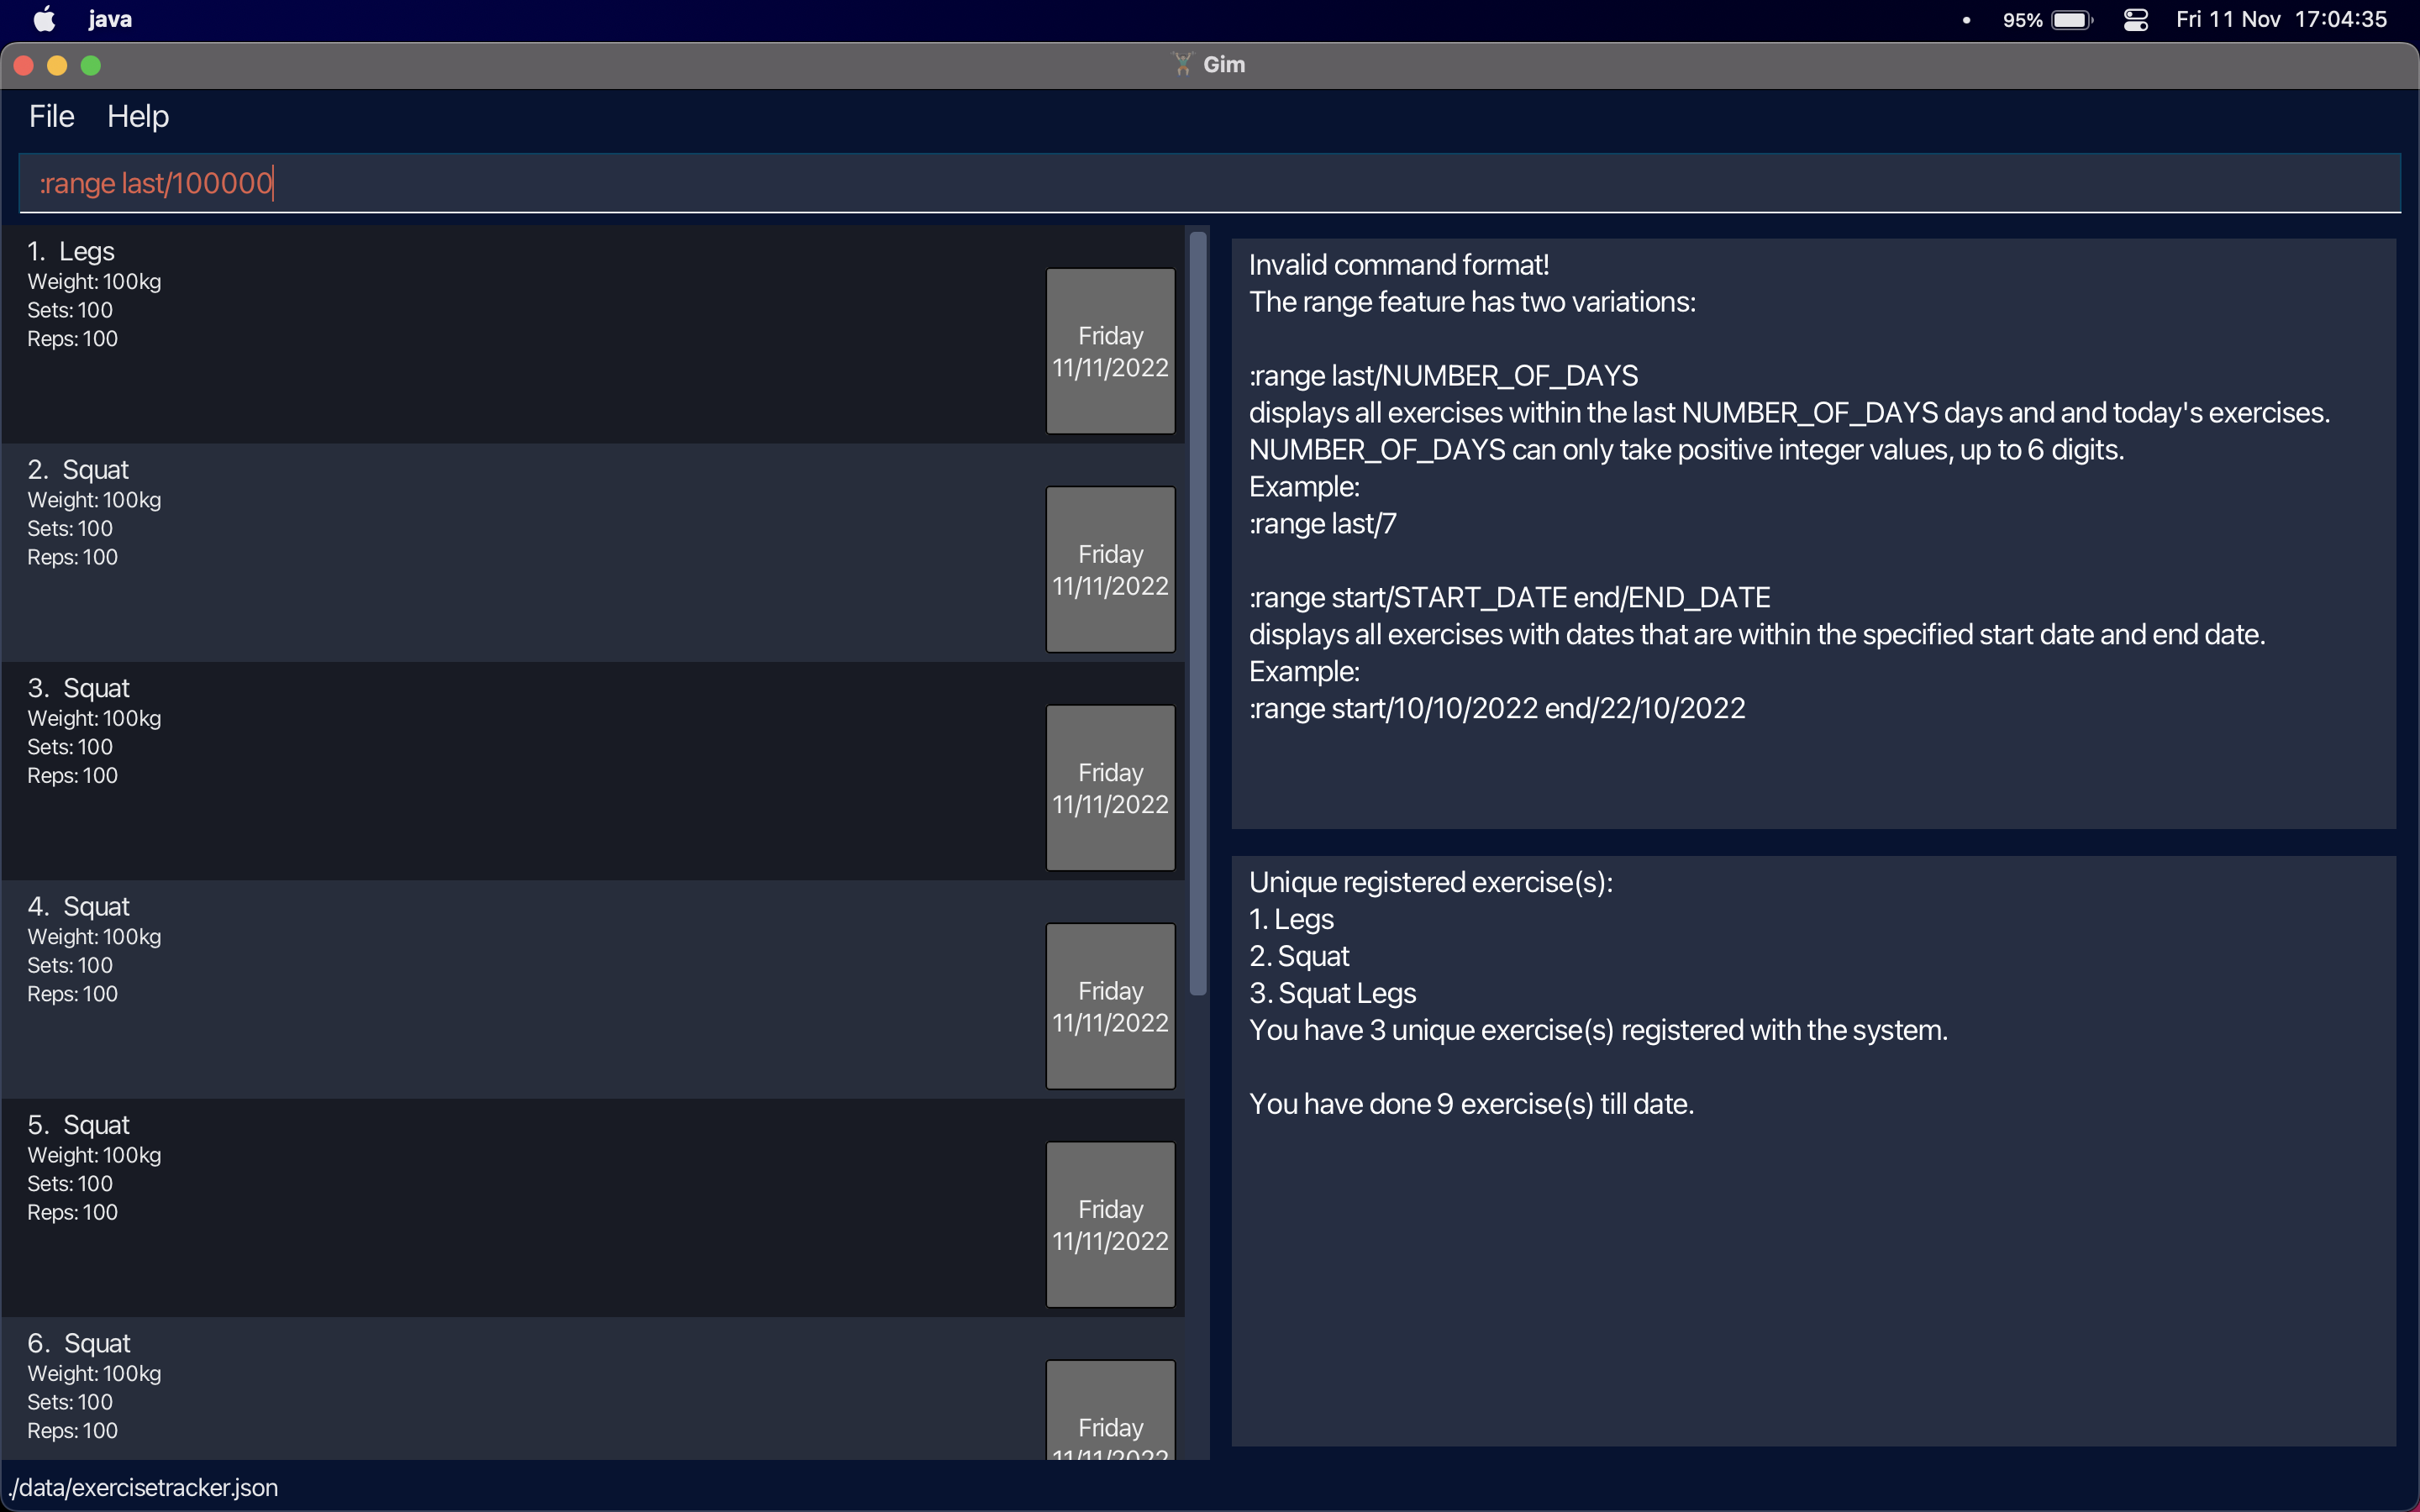 java
95%
Fri 11 Nov 17:04:35
Gim
File Help
:range last/100000
1. Legs
Weight: 100kg
Sets: 100
Reps: 100
Friday
11/11/2022
2. Squat
Weight: 100kg
Sets: 100
Reps: 100
Friday
11/11/2022
3. Squat
Weight: 100kg
Sets: 100
Reps: 100
Friday
11/11/2022
4. Squat
Weight: 100kg
Sets: 100
Reps: 100
Friday
11/11/2022
5. Squat
Weight: 100kg
Sets: 100
Reps: 100
Friday
11/11/2022
6. Squat
Weight: 100kg
Sets: 100
Reps: 100
Friday
11/11/2022
Invalid command format!
The range feature has two variations:
:range last/NUMBER_OF_DAYS
displays all exercises within the last NUMBER_OF_DAYS days and and today's exercises.
NUMBER_OF_DAYS can only take positive integer values, up to 6 digits.
Example:
:range last/7
:range start/START_DATE end/END_DATE
displays all exercises with dates that are within the specified start date and end date.
Example:
:range start/10/10/2022 end/22/10/2022
Unique registered exercise(s):
1. Legs
2. Squat
3. Squat Legs
You have 3 unique exercise(s) registered with the system.
You have done 9 exercise(s) till date.
./data/exercisetracker.json